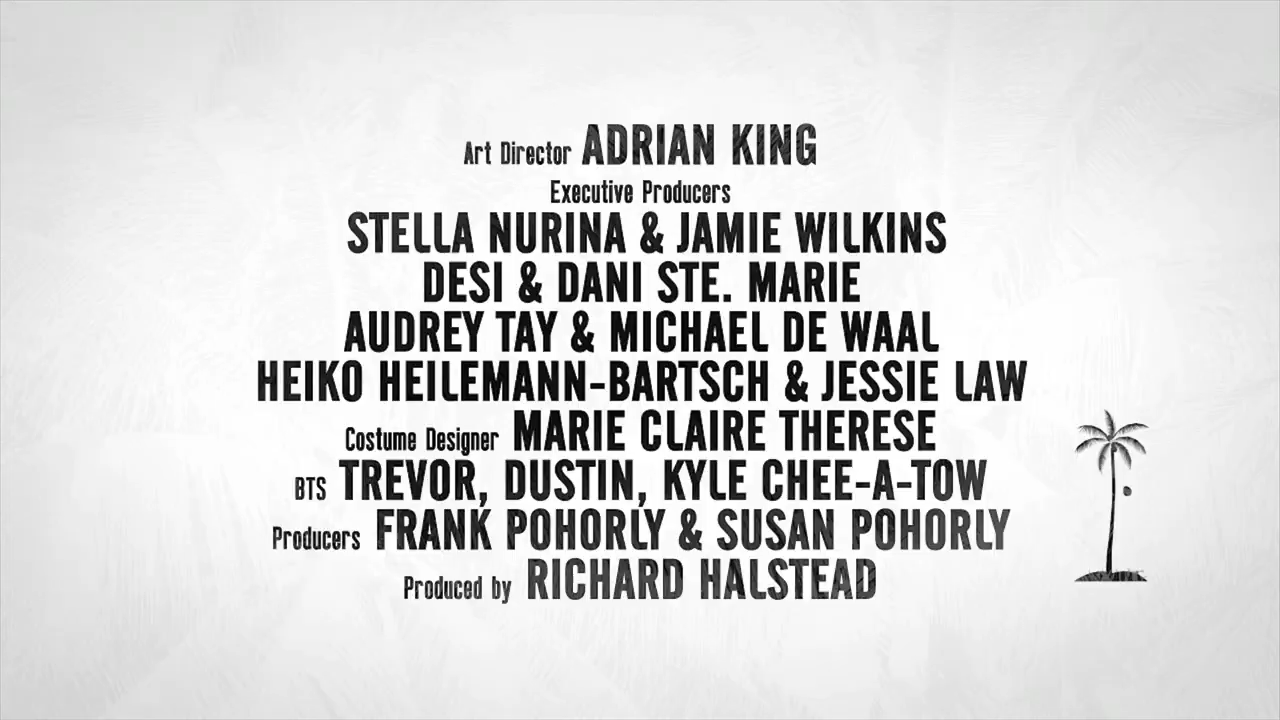 Art Director ADRIAN KING
Executive Producers
STELLA NURINA & JAMIE WILKINS
DESI & DANI STE. MARIE
AUDREY TAY & MICHAEL DE WAAL
HEIKO HEILEMANN-BARTSCH & JESSIE LAW
Costume Designer MARIE CLAIRE THERESE
BTS TREVOR, DUSTIN, KYLE CHEE-A-TOW
Producers FRANK POHORLY & SUSAN POHORLY
Produced by RICHARD HALSTEAD